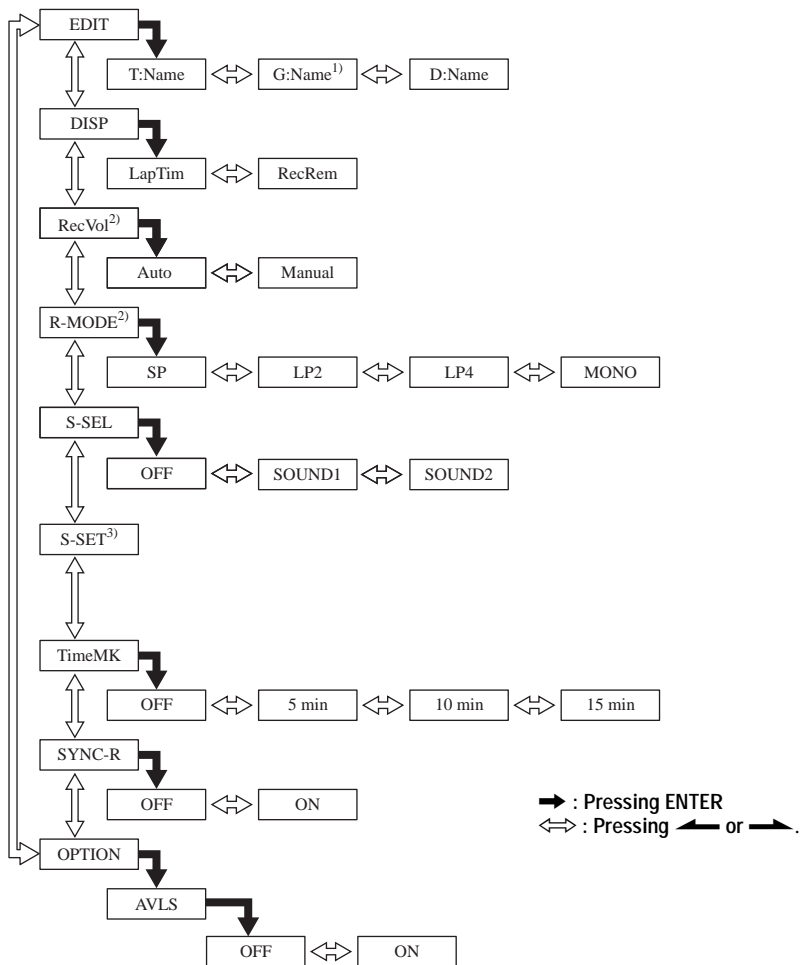 EDIT
T:Name G:Name1) D:Name
DISP
LapTim RecRem
RecVol2)
Auto Manual
R-MODE2)
SP LP2 LP4 MONO
S-SEL
OFF SOUND1 SOUND2
S-SET3)
TimeMK
OFF 5 min 10 min 15 min
SYNC-R
OFF ON
: Pressing ENTER
: Pressing or .
OPTION
AVLS
OFF ON